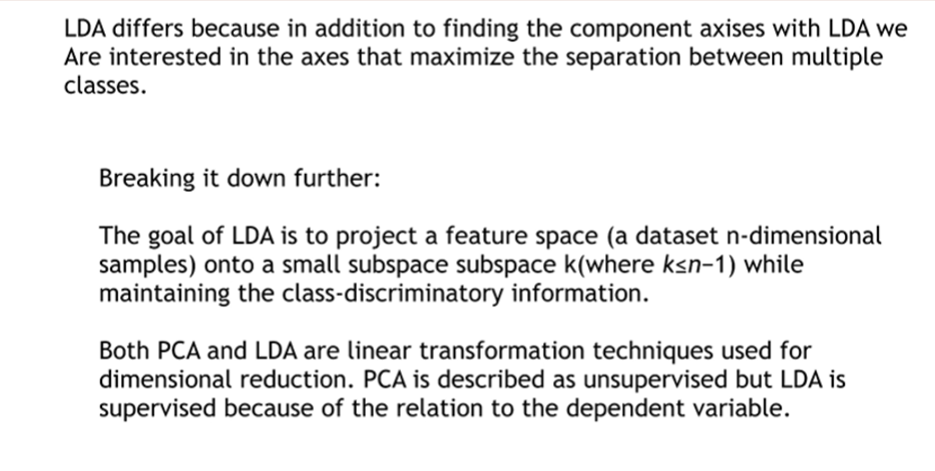 LDA differs because in addition to finding the component axises with LDA we
Are interested in the axes that maximize the separation between multiple
classes.
Breaking it down further:
The goal of LDA is to project a feature space (a dataset n-dimensional
samples) onto a small subspace subspace k(where k≤n-1) while
maintaining the class-discriminatory information.
Both PCA and LDA are linear transformation techniques used for
dimensional reduction. PCA is described as unsupervised but LDA is
supervised because of the relation to the dependent variable.